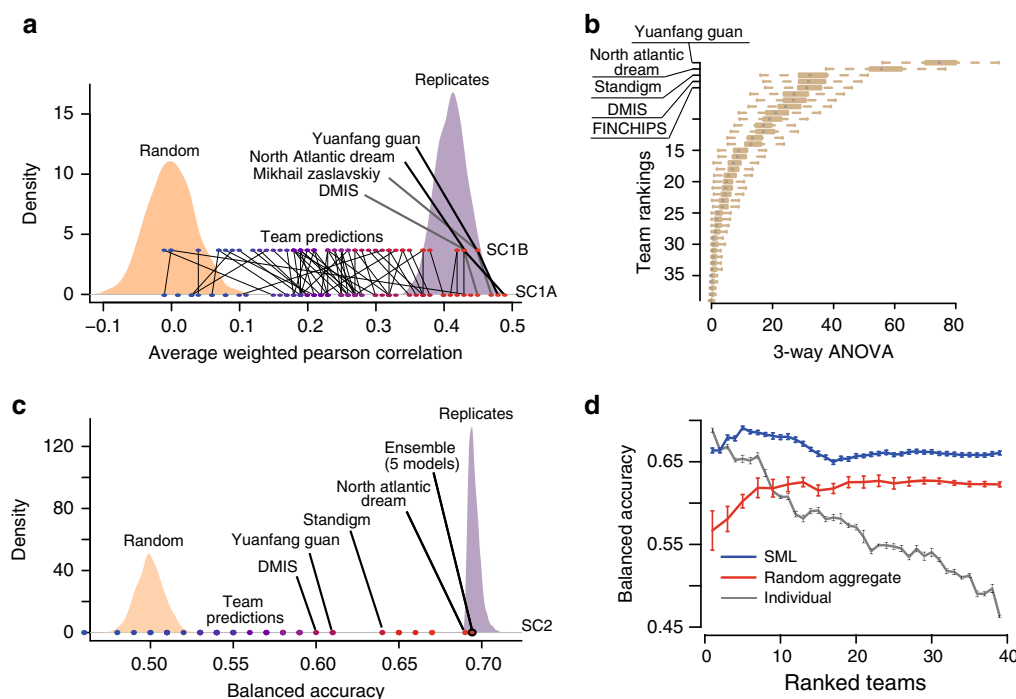 a
Replicates
15
Yuanfang guan
North Atlantic dream
Mikhail zaslavskiy
DMIS
Random
10
Density
Team predictions
5
SC1B
0
SC1A
–0.1
0.0
0.1
0.2
0.3
0.4
0.5
Average weighted pearson correlation
b
Yuanfang guan
North atlantic
dream
Standigm
DMIS
FINCHIPS
Team rankings
15
20
25
30
35
0
20
40
60
80
3-way ANOVA
c
Replicates
120
Ensemble
(5 models)
North atlantic
dream
80
Standigm
Random
Yuanfang guan
DMIS
Density
40
Team
predictions
0
SC2
0.50
0.55
0.60
0.65
0.70
Balanced accuracy
d
0.65
0.55
0.45
Balanced accuracy
SML
Random aggregate
Individual
0
10
20
30
40
Ranked teams